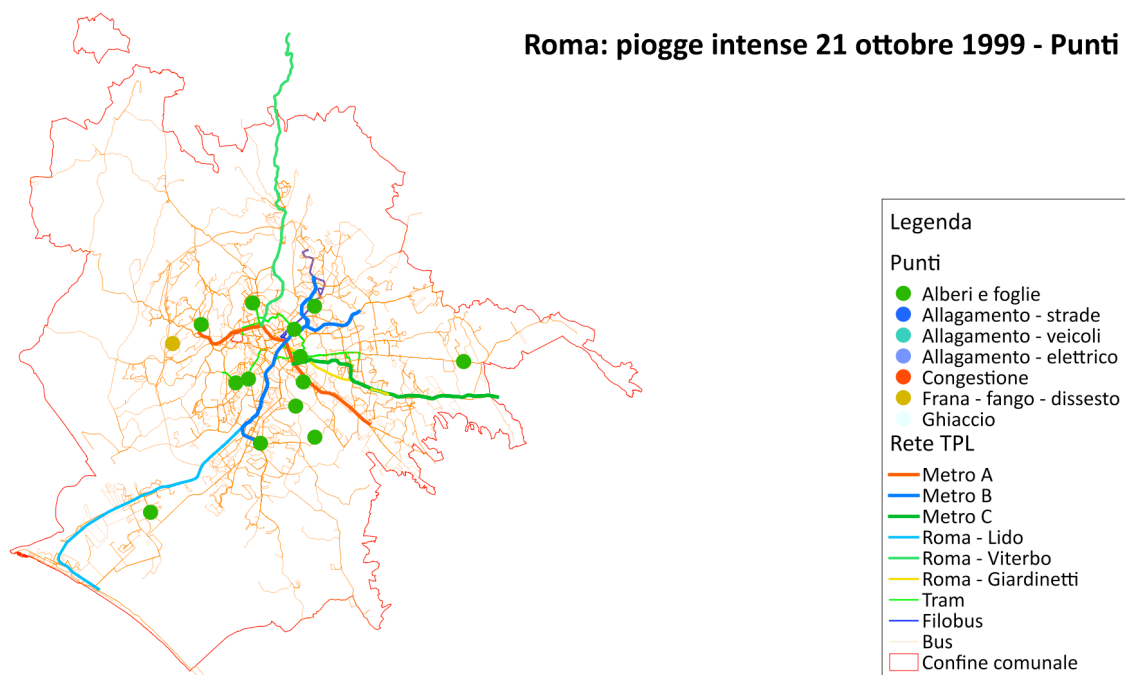 Roma: piogge intense 21 ottobre 1999 - Punti
Legenda
Punti
Alberi e foglie
Allagamento - strade
Allagamento - veicoli
Allagamento - elettrico
Congestione
Frana - fango - dissesto
Ghiaccio
Rete TPL
Metro A
Metro B
Metro C
Roma - Lido
Roma - Viterbo
Roma - Giardinetti
Tram
Filobus
Bus
Confine comunale